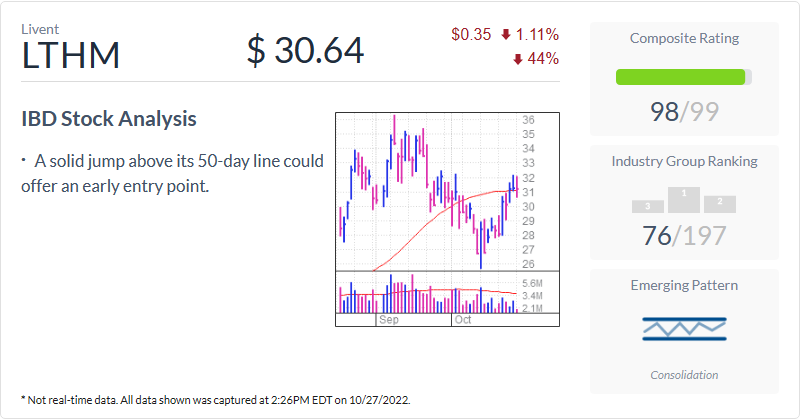 Livent
LTHM
$ 30.64
$0.35 1.11%
44%
IBD Stock Analysis
· A solid jump above its 50-day line could
offer an early entry point.
36
35
34
33
32
31
30
29
28
27
26
5.6M
3.4M
2.1M
Sep Oct
Composite Rating
98/99
Industry Group Ranking
3 1 2
76/197
Emerging Pattern
Consolidation
* Not real-time data. All data shown was captured at 2:26PM EDT on 10/27/2022.